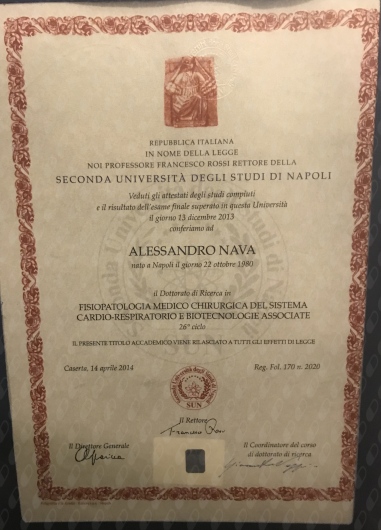 REPUBBLICA ITALIANA
IN NOME DELLA LEGGE
NOI PROFESSORE FRANCESCO ROSSI RETTORE DELLA
SECONDA UNIVERSITÀ DEGLI STUDI DI NAPOLI
Veduti gli attestati degli studi compiuti
e il risultato dell'esame finale superato in questa Università
il giorno 13 dicembre 2013
conferiamo ad
ALESSANDRO NAVA
nato a Napoli il giorno 22 ottobre 1980
il Dottorato di Ricerca in
FISIOPATOLOGIA MEDICO CHIRURGICA DEL SISTEMA
CARDIO-RESPIRATORIO E BIOTECNOLOGIE ASSOCIATE
26° ciclo
IL PRESENTE TITOLO ACCADEMICO VIENE RILASCIATO A TUTTI GLI EFFETTI DI LEGGE
Caserta, 14 aprile 2014 Reg. Fol. 170 n. 2020
SUN
Il Rettore
Francesco Rossi
Il Direttore Generale
Il Coordinatore del corso
di dottorato di ricerca